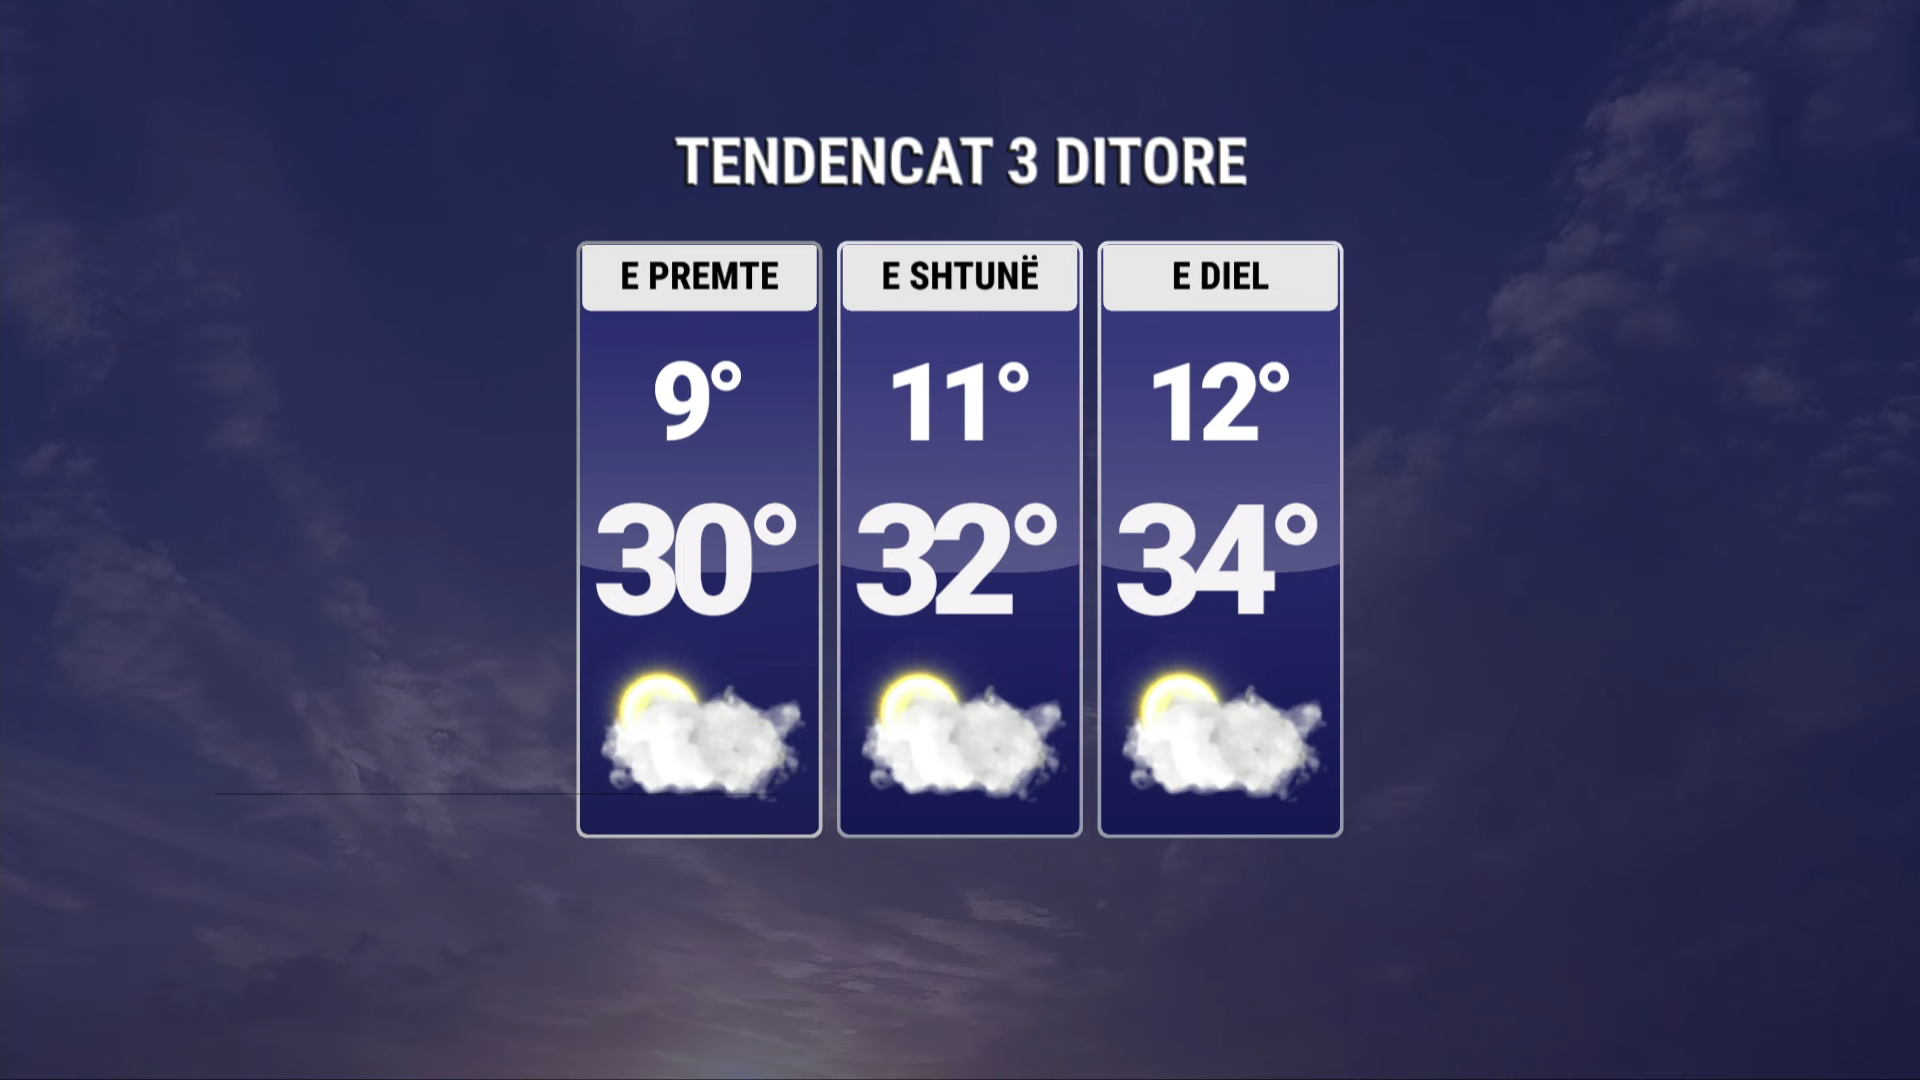 TENDENCAT 3 DITORE
E PREMTE
9°
30°
E SHTUNË
11°
32°
E DIEL
12°
34°